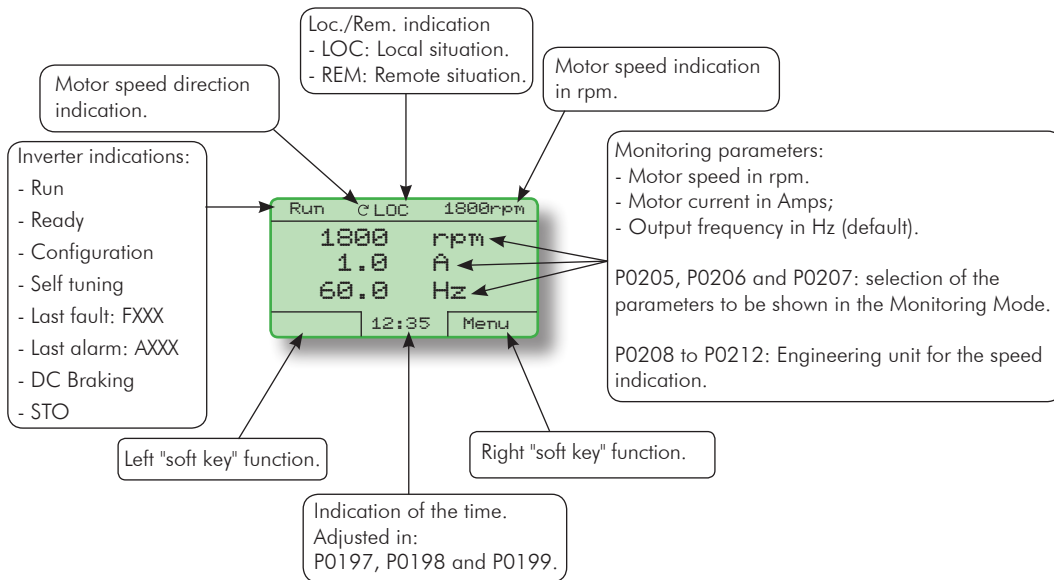 Loc./Rem. indication
- LOC: Local situation.
- REM: Remote situation.
Motor speed direction
indication.
Motor speed indication
in rpm.
Inverter indications:
- Run
- Ready
- Configuration
- Self tuning
- Last fault: FXXX
- Last alarm: AXXX
- DC Braking
- STO
Run LOC 1800rpm
1800 rpm
1.0 A
60.0 Hz
12:35 Menu
Monitoring parameters:
- Motor speed in rpm.
- Motor current in Amps;
- Output frequency in Hz (default).
P0205, P0206 and P0207: selection of the
parameters to be shown in the Monitoring Mode.
P0208 to P0212: Engineering unit for the speed
indication.
Left "soft key" function.
Right "soft key" function.
Indication of the time.
Adjusted in:
P0197, P0198 and P0199.